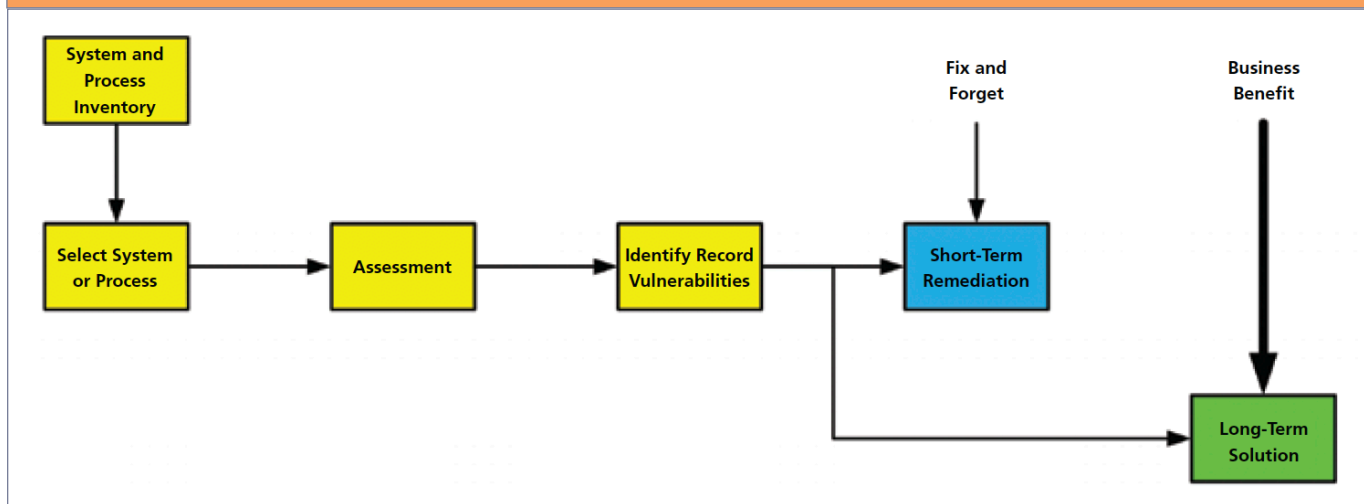 System and
Process
Inventory
Fix and
Forget
Business
Benefit
Select System
or Process
Assessment
Identify Record
Vulnerabilities
Short-Term
Remediation
Long-Term
Solution